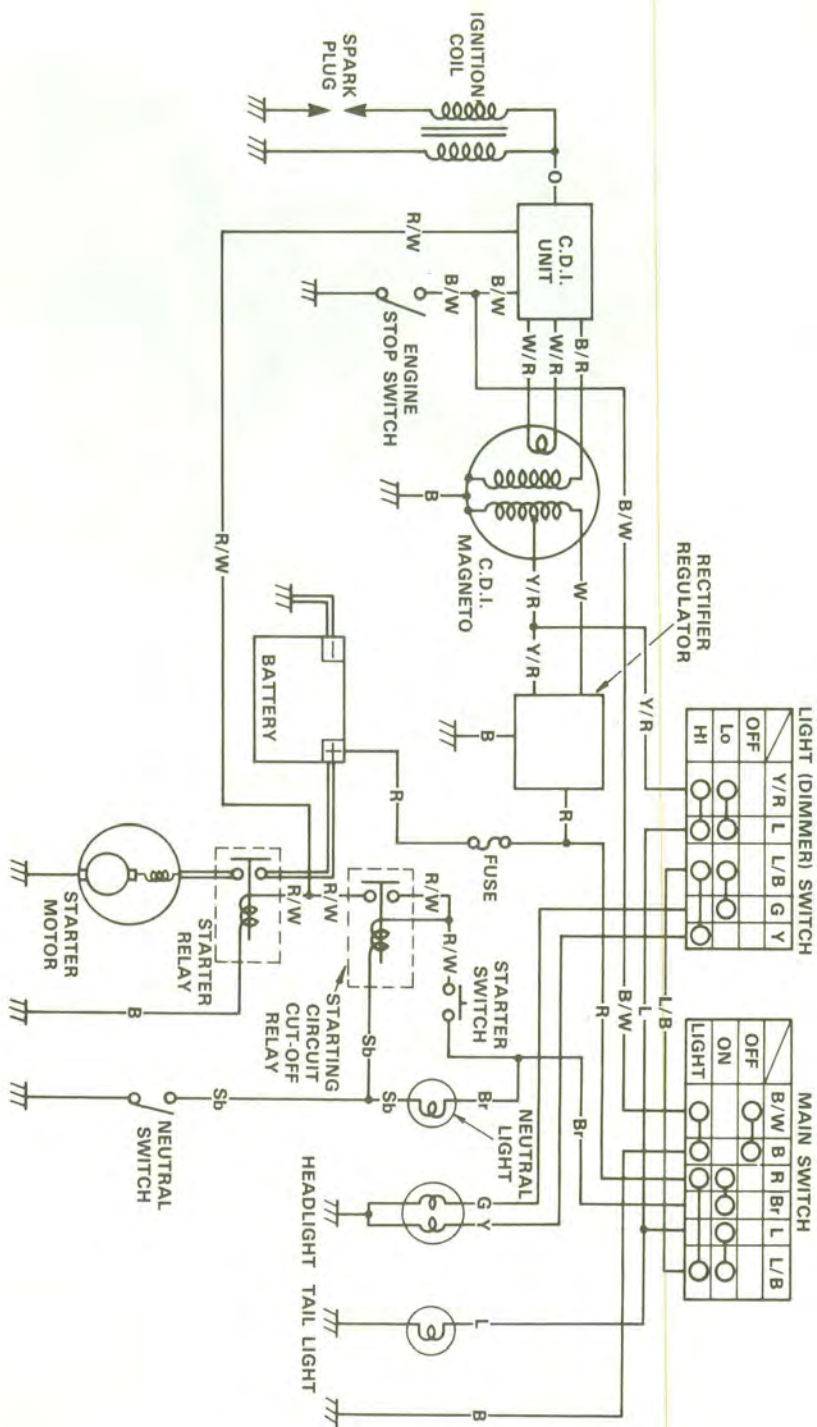 IGNITION
COIL
SPARK
PLUG
O
C.D.I.
UNIT
R/W
B/W
B/W
ENGINE
STOP SWITCH
B/R
W/R
W/R
C.D.I.
MAGNETO
B
B/W
W
Y/R
Y/R
Y/R
RECTIFIER
REGULATOR
B
R
R
FUSE
R/W
BATTERY
−
+
STARTER
MOTOR
STARTER
RELAY
R/W
R/W
B
R/W
R/W
STARTING
CIRCUIT
CUT-OFF
RELAY
STARTER
SWITCH
Sb
Sb
Sb
NEUTRAL
SWITCH
Br
NEUTRAL
LIGHT
Br
G
Y
HEADLIGHT
L
TAIL LIGHT
B
R
B/W
L
L/B
LIGHT (DIMMER) SWITCH
Y/R L L/B G Y
OFF
Lo
HI
MAIN SWITCH
B/W B R Br L L/B
OFF
ON
LIGHT